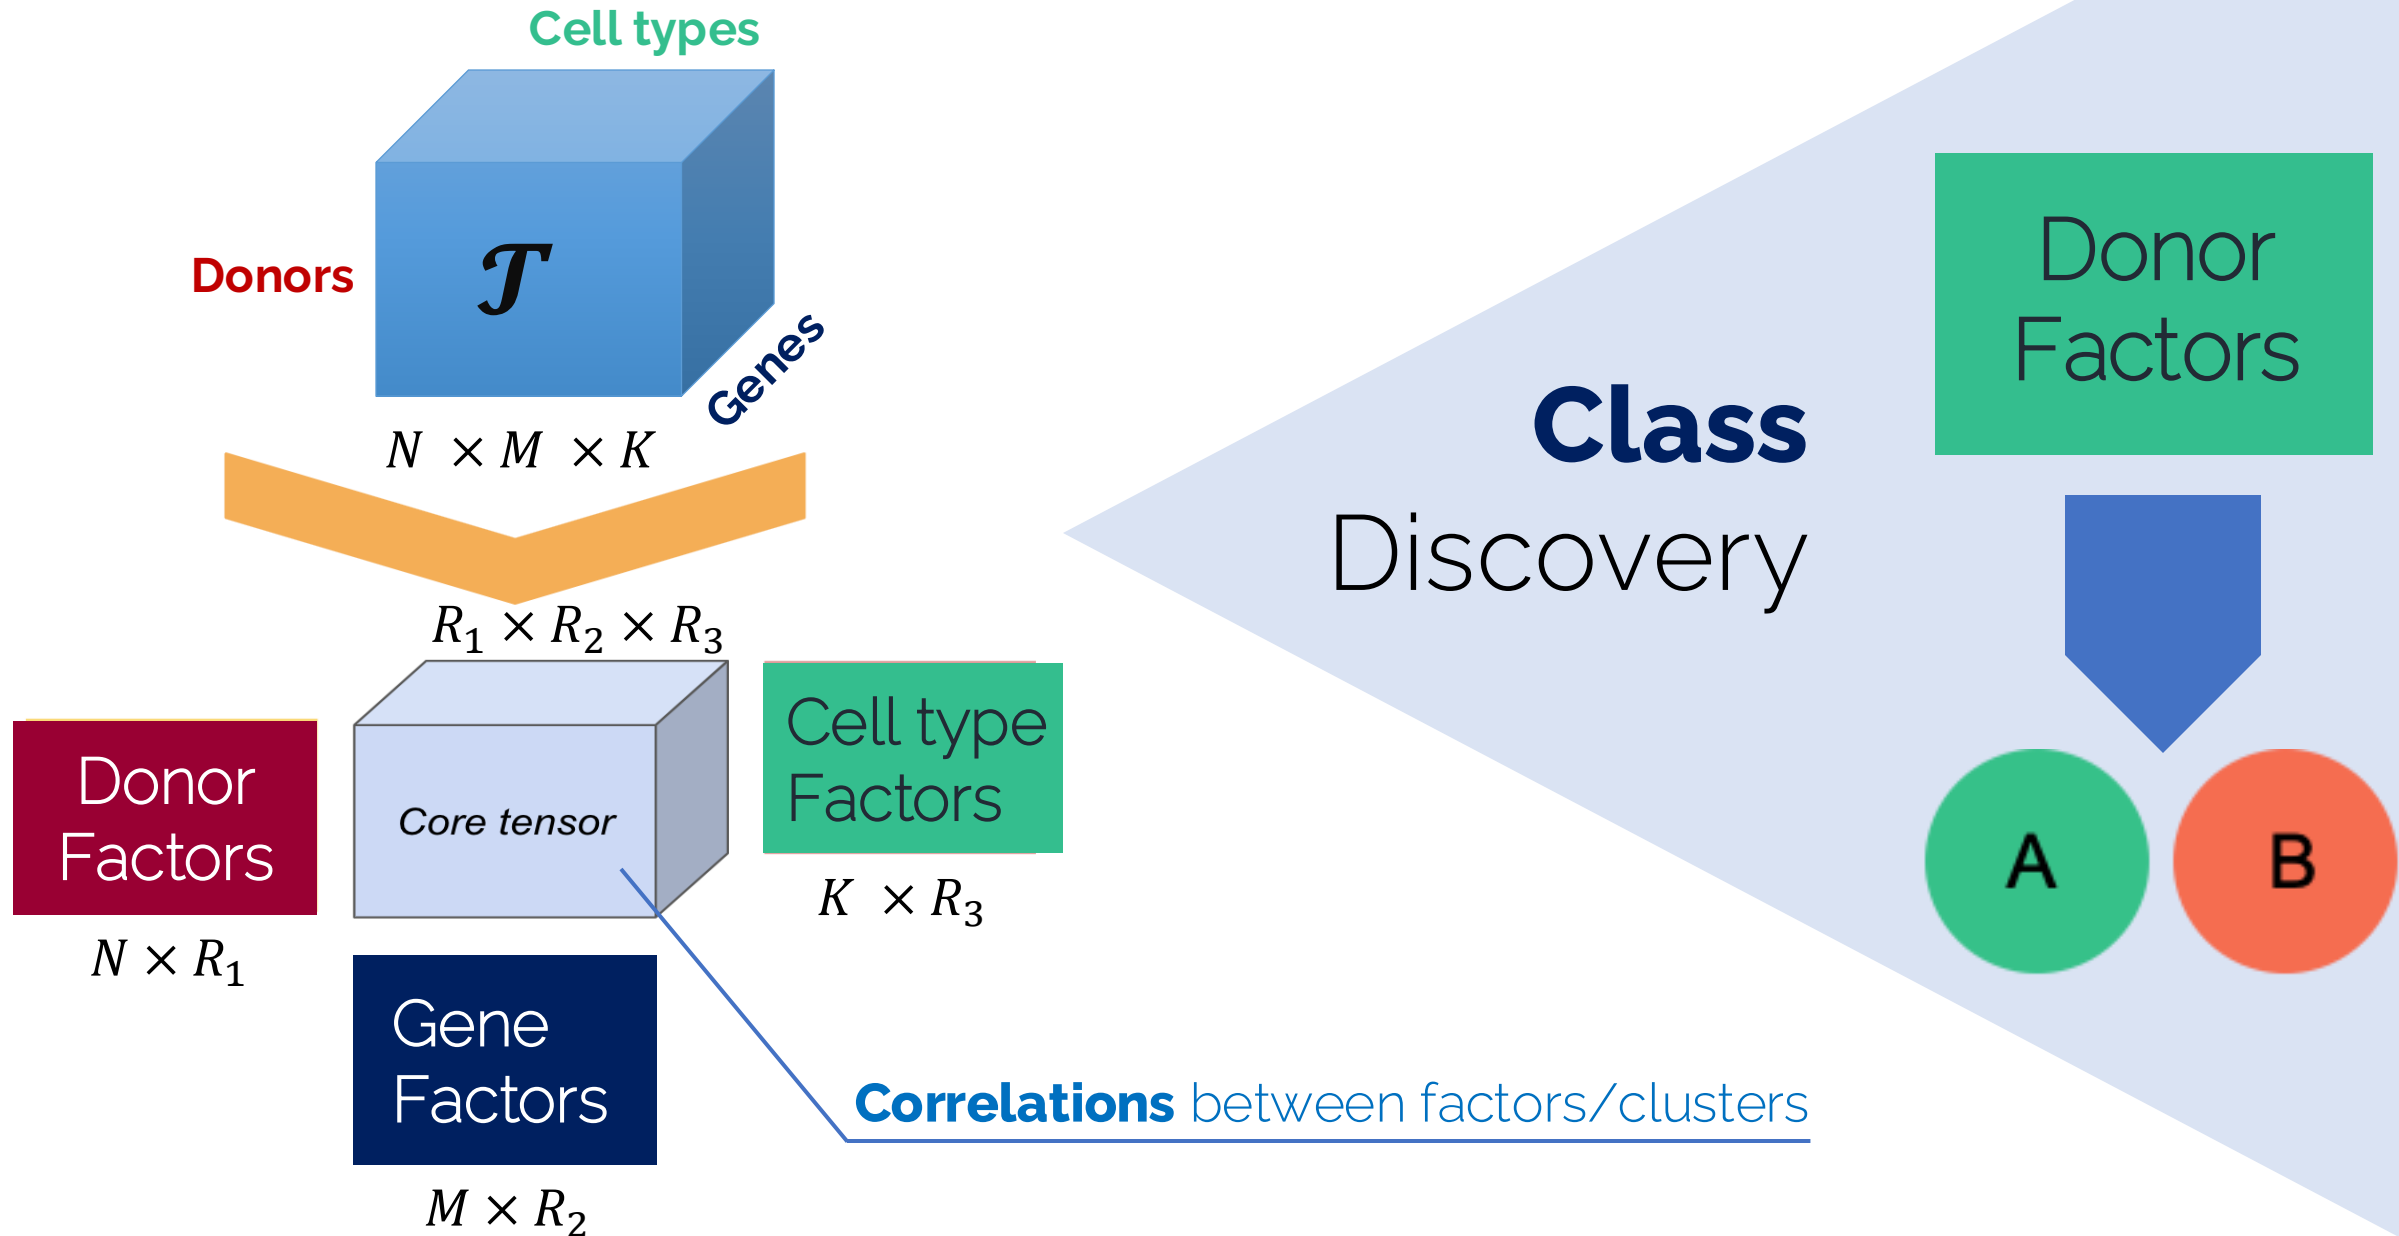 Cell types
Donors
𝓣
Genes
N × M × K
R₁ × R₂ × R₃
Donor
Factors
N × R₁
Core tensor
Cell type
Factors
K × R₃
Gene
Factors
M × R₂
Correlations between factors/clusters
Class
Discovery
Donor
Factors
A
B